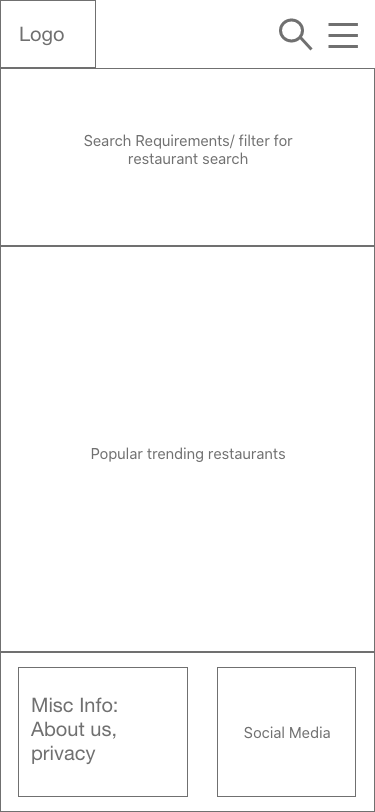 Logo
Search Requirements/ filter for
restaurant search
Popular trending restaurants
Misc Info:
About us,
privacy
Social Media